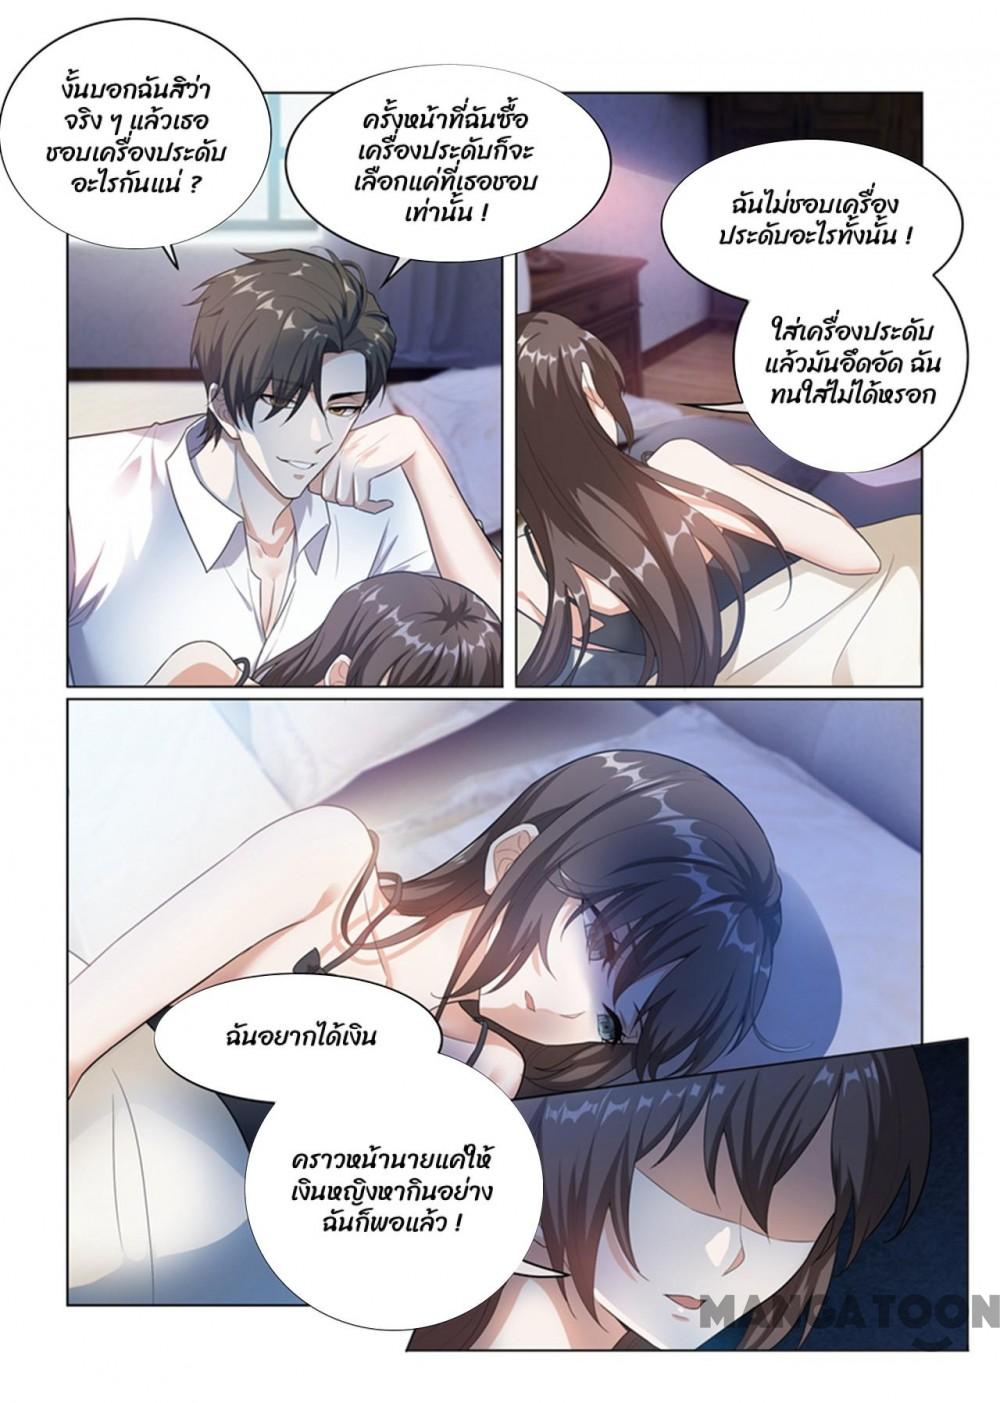 งั้นบอกฉันสิว่า
จริง ๆ แล้วเธอ
ชอบเครื่องประดับ
อะไรกันแน่ ?
ครั้งหน้าที่ฉันซื้อ
เครื่องประดับก็จะ
เลือกแค่ที่เธอชอบ
เท่านั้น !
ฉันไม่ชอบเครื่อง
ประดับอะไรทั้งนั้น !
ใส่เครื่องประดับ
แล้วมันอึดอัด ฉัน
ทนใส่ไม่ได้หรอก
ฉันอยากได้เงิน
คราวหน้านายแค่ให้
เงินหญิงหากินอย่าง
ฉันก็พอแล้ว !
MANGATOON